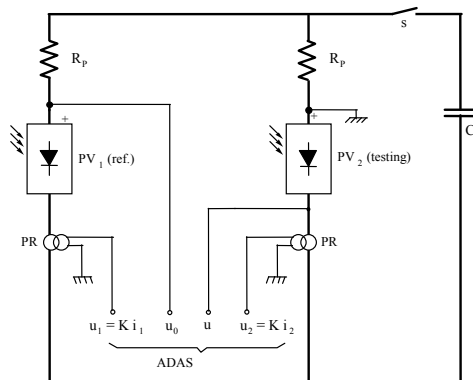 s
R_P
R_P
C
+
+
PV_1 (ref.)
PV_2 (testing)
PR
PR
u_1 = K i_1
u_0
u
u_2 = K i_2
ADAS